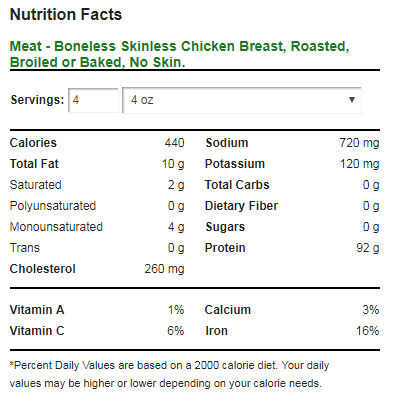 Nutrition Facts
Meat - Boneless Skinless Chicken Breast, Roasted,
Broiled or Baked, No Skin.
Servings: 4 4 oz
Calories 440 Sodium 720 mg
Total Fat 10 g Potassium 120 mg
Saturated 2 g Total Carbs 0 g
Polyunsaturated 0 g Dietary Fiber 0 g
Monounsaturated 4 g Sugars 0 g
Trans 0 g Protein 92 g
Cholesterol 260 mg
Vitamin A 1% Calcium 3%
Vitamin C 6% Iron 16%
*Percent Daily Values are based on a 2000 calorie diet. Your daily
values may be higher or lower depending on your calorie needs.